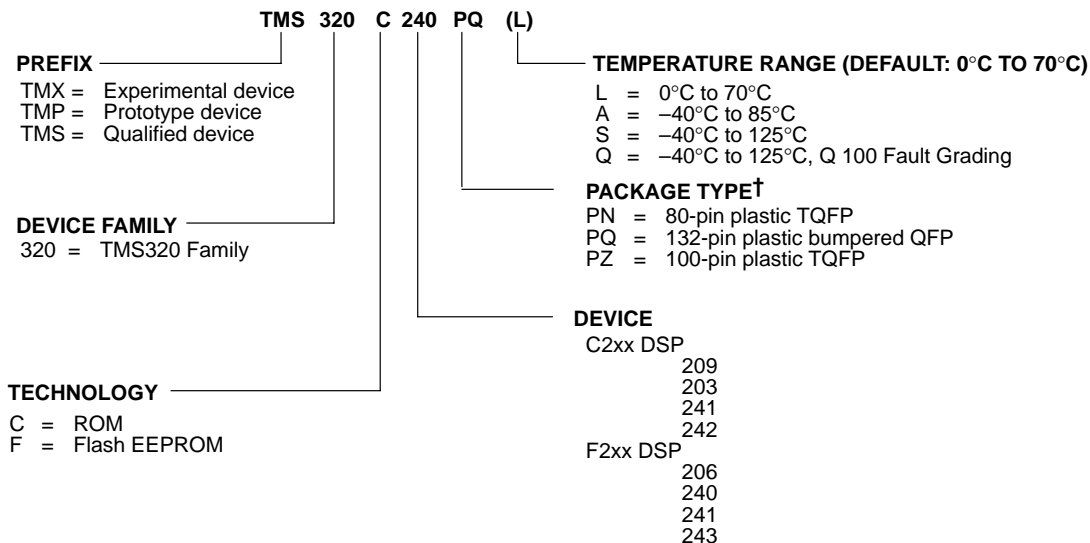 TMS 320 C 240 PQ (L)
PREFIX
TMX = Experimental device
TMP = Prototype device
TMS = Qualified device
TEMPERATURE RANGE (DEFAULT: 0°C TO 70°C)
L = 0°C to 70°C
A = –40°C to 85°C
S = –40°C to 125°C
Q = –40°C to 125°C, Q 100 Fault Grading
PACKAGE TYPE†
PN = 80-pin plastic TQFP
PQ = 132-pin plastic bumpered QFP
PZ = 100-pin plastic TQFP
DEVICE FAMILY
320 = TMS320 Family
DEVICE
C2xx DSP
209
203
241
242
F2xx DSP
206
240
241
243
TECHNOLOGY
C = ROM
F = Flash EEPROM